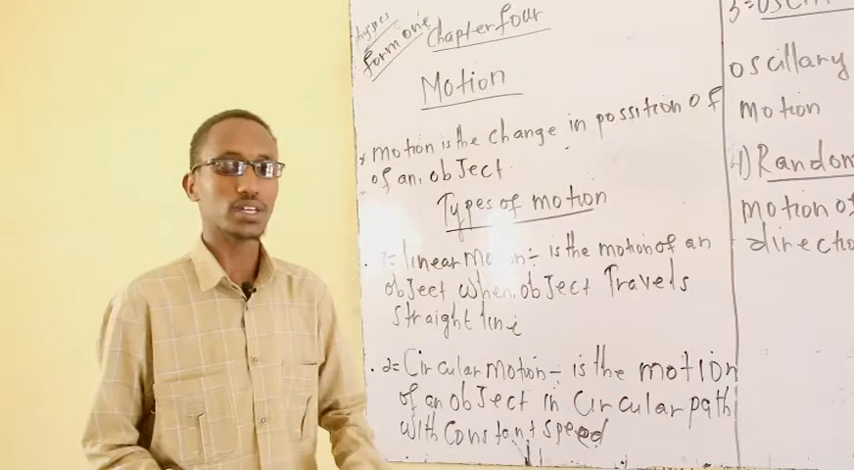 types
form one
Chapter four
Motion
motion is the change in possition of
of an object.
Types of motion
1= linear motion - is the motion of an
object when object Travels
straight line
2= Circular motion - is the motion
of an object in circular path
with constant speed
3=
oscillary
motion
4) Random
motion of
directio